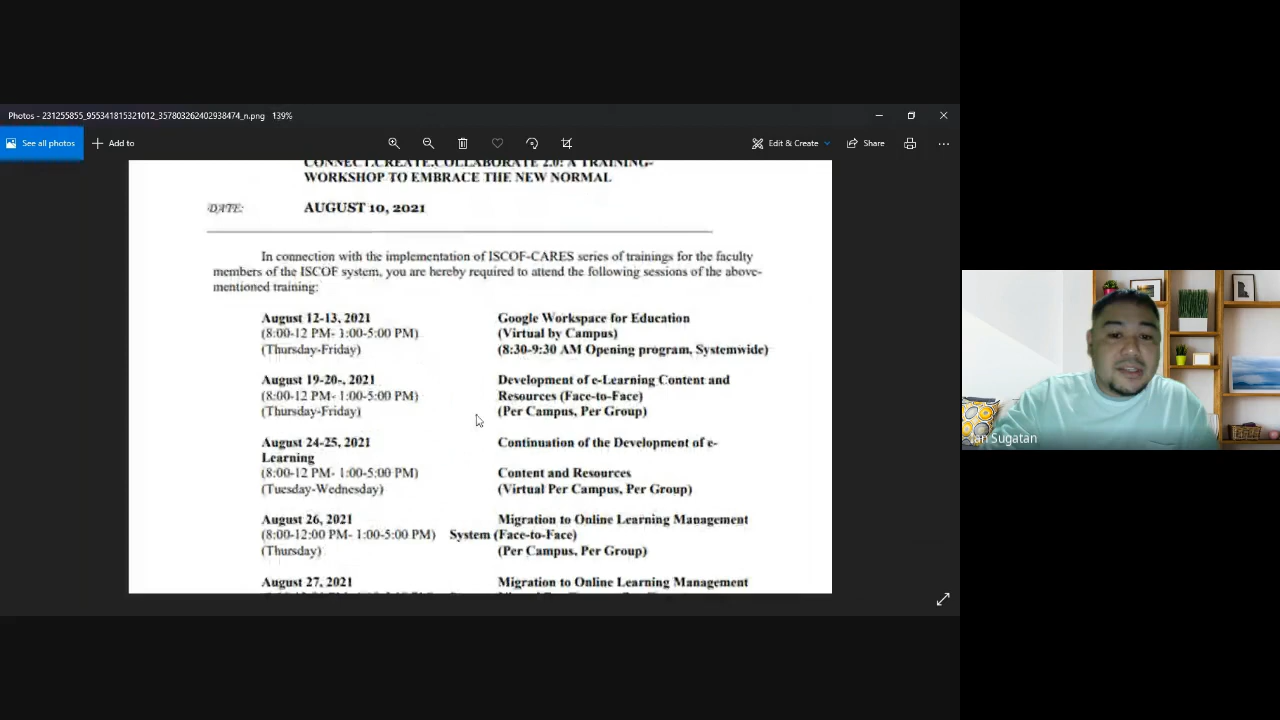 Photos - 231255855_955341815321012_357803262402938474_n.png 139%
See all photos
Add to
Edit & Create
Share
CONNECT.CREATE.COLLABORATE 2.0: A TRAINING-
WORKSHOP TO EMBRACE THE NEW NORMAL
DATE: AUGUST 10, 2021
In connection with the implementation of ISCOF-CARES series of trainings for the faculty
members of the ISCOF system, you are hereby required to attend the following sessions of the above-
mentioned training:
August 12-13, 2021 Google Workspace for Education
(8:00-12 PM- 1:00-5:00 PM) (Virtual by Campus)
(Thursday-Friday) (8:30-9:30 AM Opening program, Systemwide)
August 19-20-, 2021 Development of e-Learning Content and
(8:00-12 PM- 1:00-5:00 PM) Resources (Face-to-Face)
(Thursday-Friday) (Per Campus, Per Group)
August 24-25, 2021 Continuation of the Development of e-
Learning
(8:00-12 PM- 1:00-5:00 PM) Content and Resources
(Tuesday-Wednesday) (Virtual Per Campus, Per Group)
August 26, 2021 Migration to Online Learning Management
(8:00-12:00 PM- 1:00-5:00 PM) System (Face-to-Face)
(Thursday) (Per Campus, Per Group)
August 27, 2021 Migration to Online Learning Management
Ian Sugatan